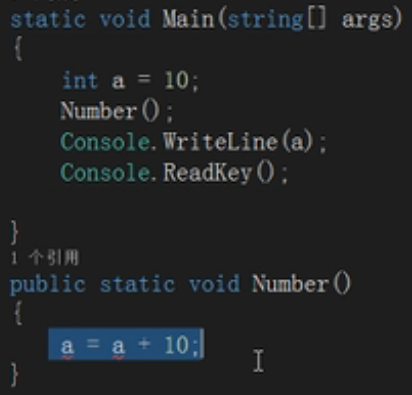 static void Main(string[] args)
{
int a = 10;
Number();
Console.WriteLine(a);
Console.ReadKey();
}
1 个引用
public static void Number()
{
a = a + 10;
}